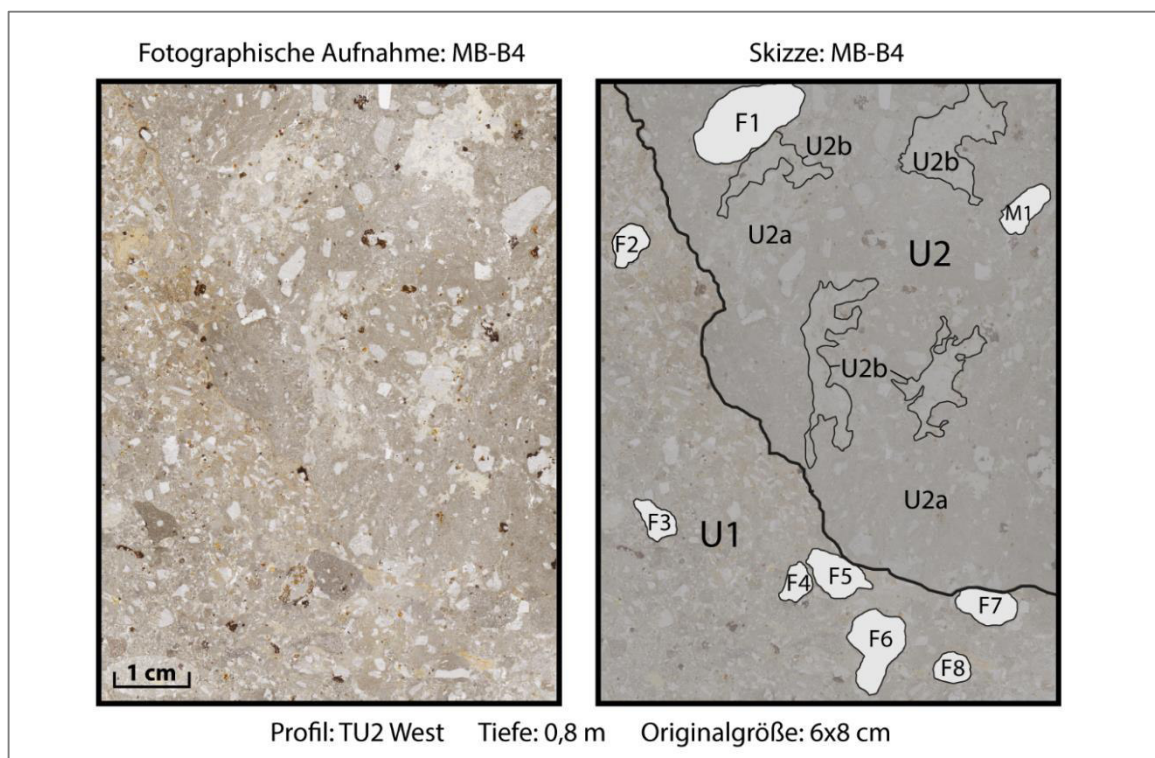 Fotographische Aufnahme: MB-B4
Skizze: MB-B4
F1
U2b
U2b
M1
F2
U2a
U2
U2b
U2a
F3
U1
F5
F4
F7
F6
F8
1 cm
Profil: TU2 West Tiefe: 0,8 m Originalgröße: 6x8 cm